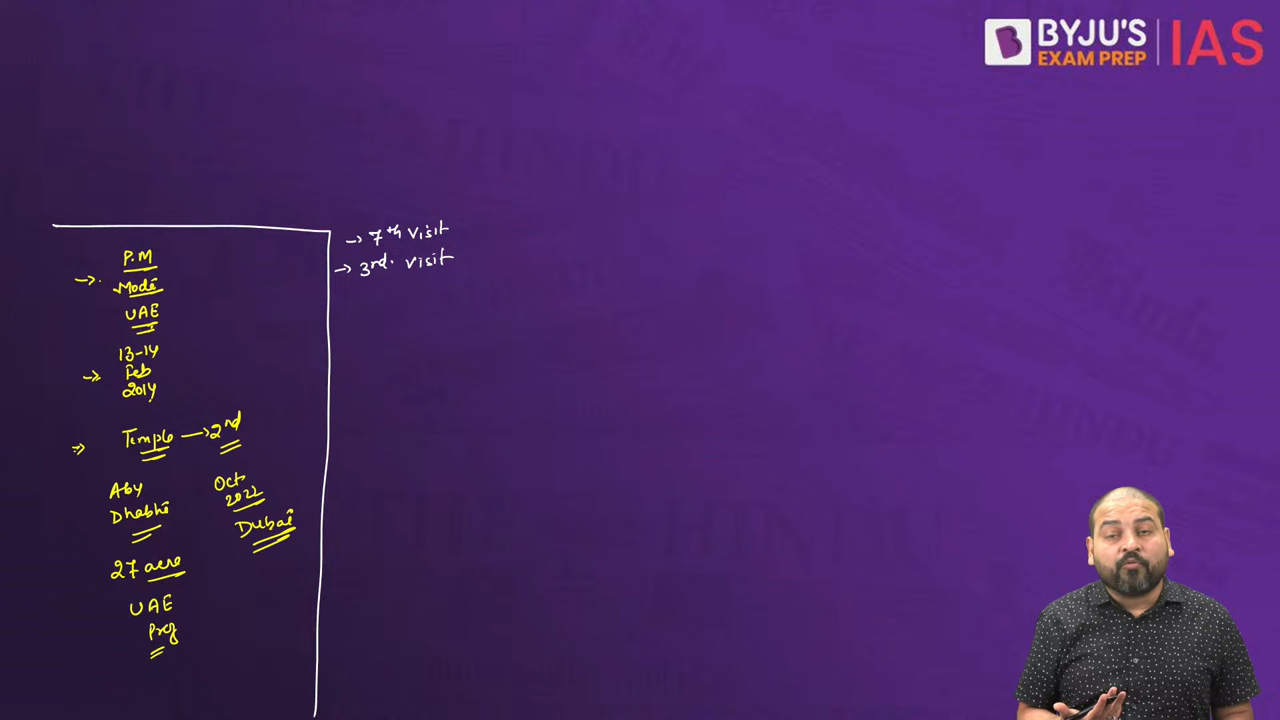 BYJU'S
EXAM PREP
IAS
→ 7th visit
→ 3rd. visit
P.M
→ Modi
UAE
13-14
→ Feb
2014
⇒ Temple → 2nd
Abu
Dhabhi
Oct
2022
Dubai
27 acre
UAE